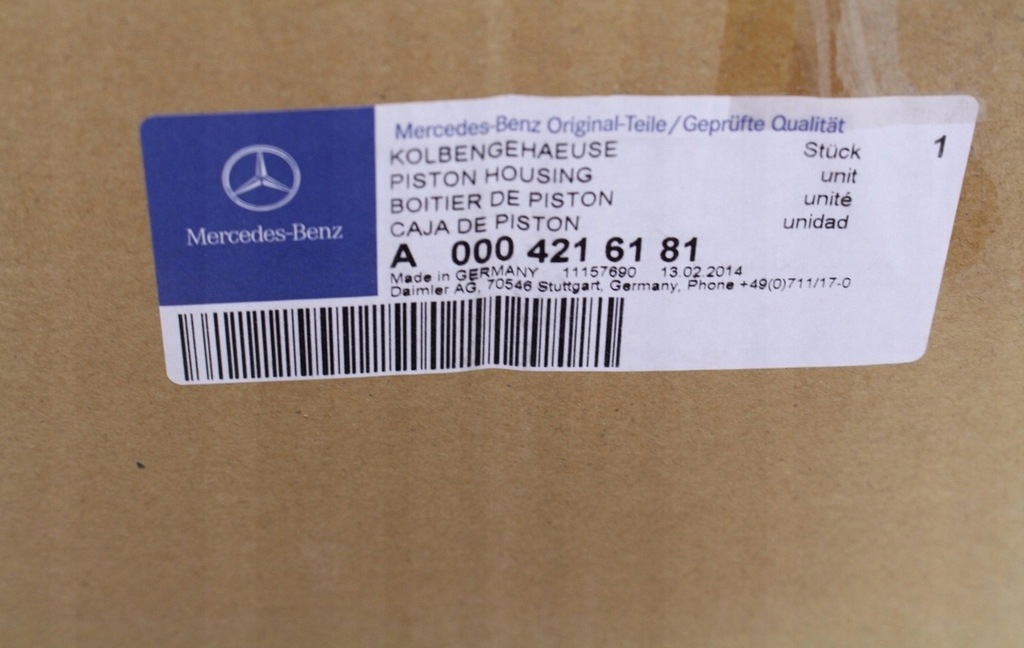 Mercedes-Benz
Mercedes-Benz Original-Teile/Geprüfte Qualität
KOLBENGEHAEUSE Stück 1
PISTON HOUSING unit
BOITIER DE PISTON unité
CAJA DE PISTON unidad
A 000 421 61 81
Made in GERMANY 11157690 13.02.2014
Daimler AG, 70546 Stuttgart, Germany, Phone +49(0)711/17-0